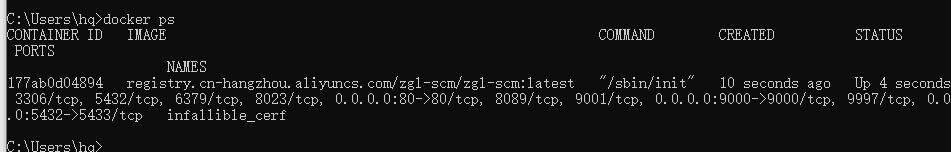 C:\Users\hq>docker ps
CONTAINER ID   IMAGE                                                    COMMAND        CREATED          STATUS
 PORTS
                     NAMES
177ab0d04894   registry.cn-hangzhou.aliyuncs.com/zgl-scm/zgl-scm:latest   "/sbin/init"   10 seconds ago   Up 4 seconds
 3306/tcp, 5432/tcp, 6379/tcp, 8023/tcp, 0.0.0.0:80->80/tcp, 8089/tcp, 9001/tcp, 0.0.0.0:9000->9000/tcp, 9997/tcp, 0.0
.0:5432->5433/tcp   infallible_cerf
C:\Users\hq>